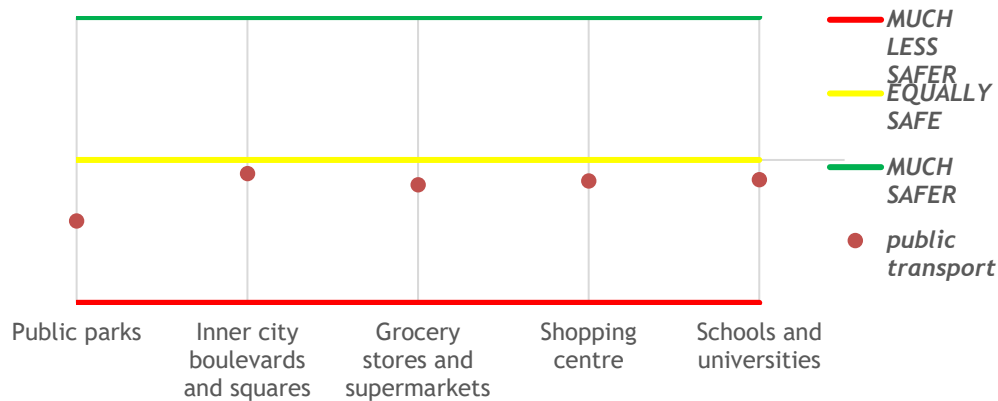 MUCH
LESS
SAFER
EQUALLY
SAFE
MUCH
SAFER
public
transport
Public parks
Inner city
boulevards
and squares
Grocery
stores and
supermarkets
Shopping
centre
Schools and
universities